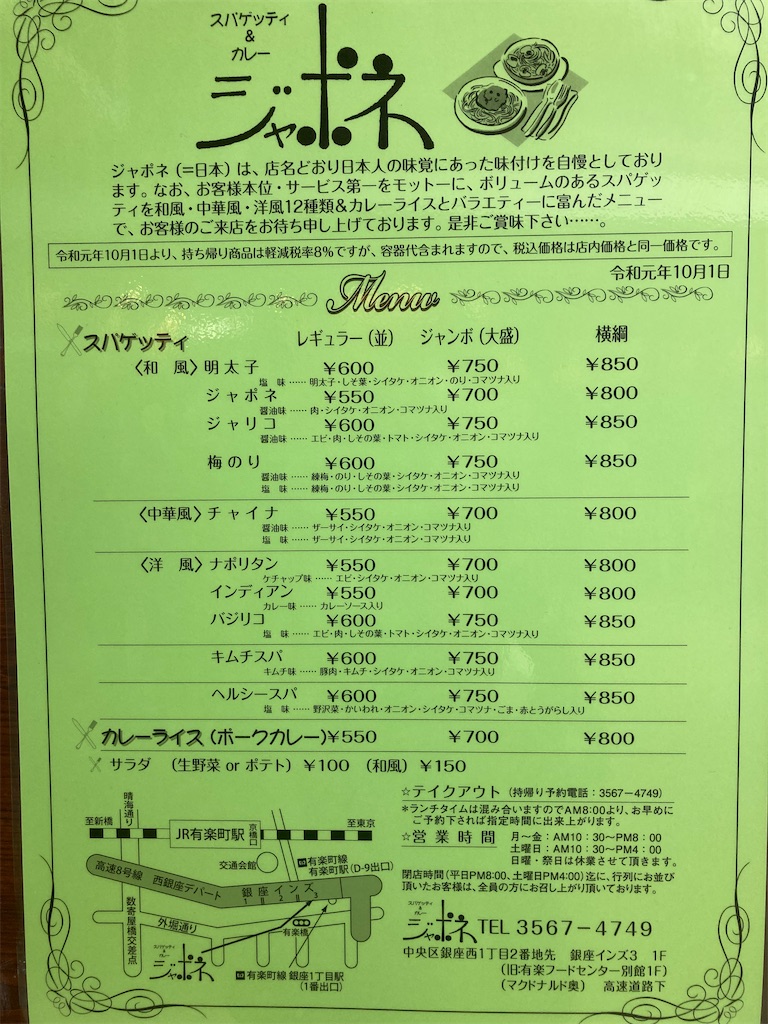 スパゲッティ
&
カレー
ジャポネ
ジャポネ（=日本）は、店名どおり日本人の味覚にあった味付けを自慢としており
ます。なお、お客様本位・サービス第一をモットーに、ボリュームのあるスパゲッ
ティを和風・中華風・洋風12種類&カレーライスとバラエティーに富んだメニュー
で、お客様のご来店をお待ち申し上げております。是非ご賞味下さい……。
令和元年10月1日より、持ち帰り商品は軽減税率8%ですが、容器代含まれますので、税込価格は店内価格と同一価格です。
令和元年10月1日
Menu
スパゲッティ レギュラー（並） ジャンボ（大盛） 横綱
〈和 風〉明太子 ¥600 ¥750 ¥850
塩 味 …… 明太子・しそ葉・シイタケ・オニオン・のり・コマツナ入り
ジャポネ ¥550 ¥700 ¥800
醤油味 …… 肉・シイタケ・オニオン・コマツナ入り
ジャリコ ¥600 ¥750 ¥850
醤油味 …… エビ・肉・しその葉・トマト・シイタケ・オニオン・コマツナ入り
梅のり ¥600 ¥750 ¥850
醤油味 …… 練梅・のり・しその葉・シイタケ・オニオン・コマツナ入り
塩 味 …… 練梅・のり・しその葉・シイタケ・オニオン・コマツナ入り
〈中華風〉チャイナ ¥550 ¥700 ¥800
醤油味 …… ザーサイ・シイタケ・オニオン・コマツナ入り
塩 味 …… ザーサイ・シイタケ・オニオン・コマツナ入り
〈洋 風〉ナポリタン ¥550 ¥700 ¥800
ケチャップ味 …… エビ・シイタケ・オニオン・コマツナ入り
インディアン ¥550 ¥700 ¥800
カレー味 …… カレーソース入り
バジリコ ¥600 ¥750 ¥850
塩 味 …… エビ・肉・しその葉・トマト・シイタケ・オニオン・コマツナ入り
キムチスパ ¥600 ¥750 ¥850
キムチ味 …… 豚肉・キムチ・シイタケ・オニオン・コマツナ入り
ヘルシースパ ¥600 ¥750 ¥850
塩 味 …… 野沢菜・かいわれ・オニオン・シイタケ・コマツナ・ごま・赤とうがらし入り
カレーライス（ポークカレー）¥550 ¥700 ¥800
サラダ （生野菜 or ポテト） ¥100 （和風） ¥150
晴海通り
至新橋
JR有楽町駅
京橋口
至東京
交通会館
有楽町線
有楽町駅（D-9出口）
高速8号線 西銀座デパート 銀座インズ
1 2 3
数寄屋橋交差点
外堀通り
有楽橋
スパゲッティ
&
カレー
ジャポネ
有楽町線 銀座1丁目駅
（1番出口）
☆テイクアウト（持帰り予約電話：3567-4749）
*ランチタイムは混み合いますのでAM8:00より、お早めに
ご予約下されば指定時間に出来上がります。
☆営業時間 月〜金：AM10：30〜PM8：00
土曜日：AM10：30〜PM4：00
日曜・祭日は休業させて頂きます。
閉店時間（平日PM8:00、土曜日PM4:00）迄に、行列にお並び
頂いたお客様は、全員の方にお召し上がり頂いております。
スパゲッティ
&
カレー
ジャポネ TEL 3567-4749
中央区銀座西1丁目2番地先 銀座インズ3 1F
（旧:有楽フードセンター別館1F）
（マクドナルド奥） 高速道路下